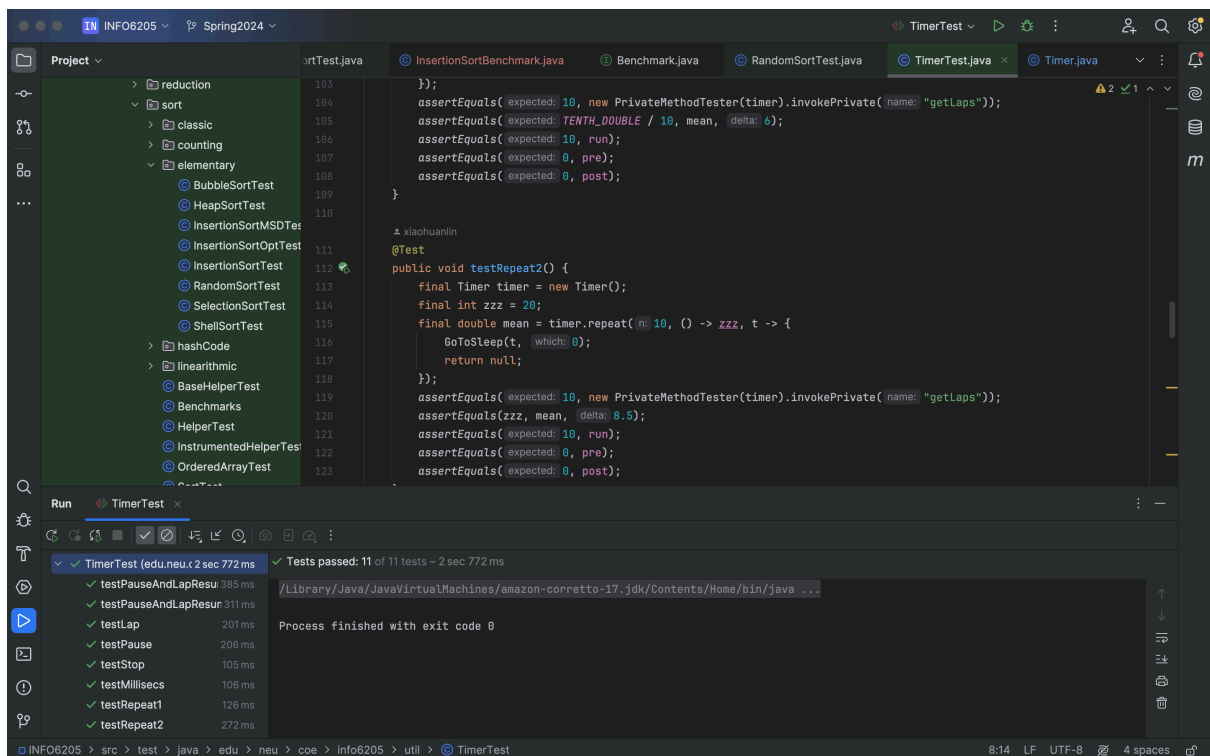 IN INFO6205 Spring2024 TimerTest
Project
reduction
sort
classic
counting
elementary
BubbleSortTest
HeapSortTest
InsertionSortMSDTes
InsertionSortOptTest
InsertionSortTest
RandomSortTest
SelectionSortTest
ShellSortTest
hashCode
linearithmic
BaseHelperTest
Benchmarks
HelperTest
InstrumentedHelperTest
OrderedArrayTest
SortTest
ortTest.java InsertionSortBenchmark.java Benchmark.java RandomSortTest.java TimerTest.java Timer.java
2 1
103 });
104 assertEquals( expected: 10, new PrivateMethodTester(timer).invokePrivate( name: "getLaps"));
105 assertEquals( expected: TENTH_DOUBLE / 10, mean, delta: 6);
106 assertEquals( expected: 10, run);
107 assertEquals( expected: 0, pre);
108 assertEquals( expected: 0, post);
109 }
110
xiaohuanlin
111 @Test
112 public void testRepeat2() {
113 final Timer timer = new Timer();
114 final int zzz = 20;
115 final double mean = timer.repeat( n: 10, () -> zzz, t -> {
116 GoToSleep(t, which: 0);
117 return null;
118 });
119 assertEquals( expected: 10, new PrivateMethodTester(timer).invokePrivate( name: "getLaps"));
120 assertEquals(zzz, mean, delta: 8.5);
121 assertEquals( expected: 10, run);
122 assertEquals( expected: 0, pre);
123 assertEquals( expected: 0, post);
m
Run TimerTest
TimerTest (edu.neu.c 2 sec 772 ms
testPauseAndLapResur 385 ms
testPauseAndLapResur 311 ms
testLap 201 ms
testPause 206 ms
testStop 105 ms
testMillisecs 106 ms
testRepeat1 126 ms
testRepeat2 272 ms
Tests passed: 11 of 11 tests – 2 sec 772 ms
/Library/Java/JavaVirtualMachines/amazon-corretto-17.jdk/Contents/Home/bin/java ...
Process finished with exit code 0
INFO6205 > src > test > java > edu > neu > coe > info6205 > util > TimerTest 8:14 LF UTF-8 4 spaces